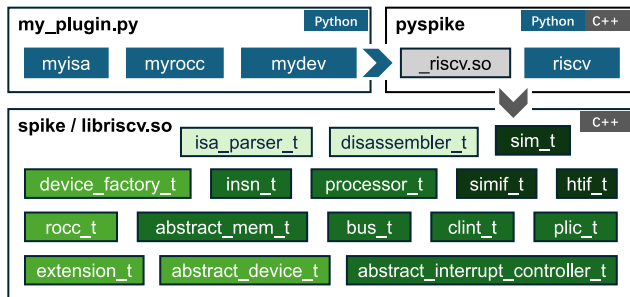 my_plugin.py
Python
myisa
myrocc
mydev
pyspike
Python
C++
_riscv.so
riscv
spike / libriscv.so
C++
isa_parser_t
disassembler_t
sim_t
device_factory_t
insn_t
processor_t
simif_t
htif_t
rocc_t
abstract_mem_t
bus_t
clint_t
plic_t
extension_t
abstract_device_t
abstract_interrupt_controller_t